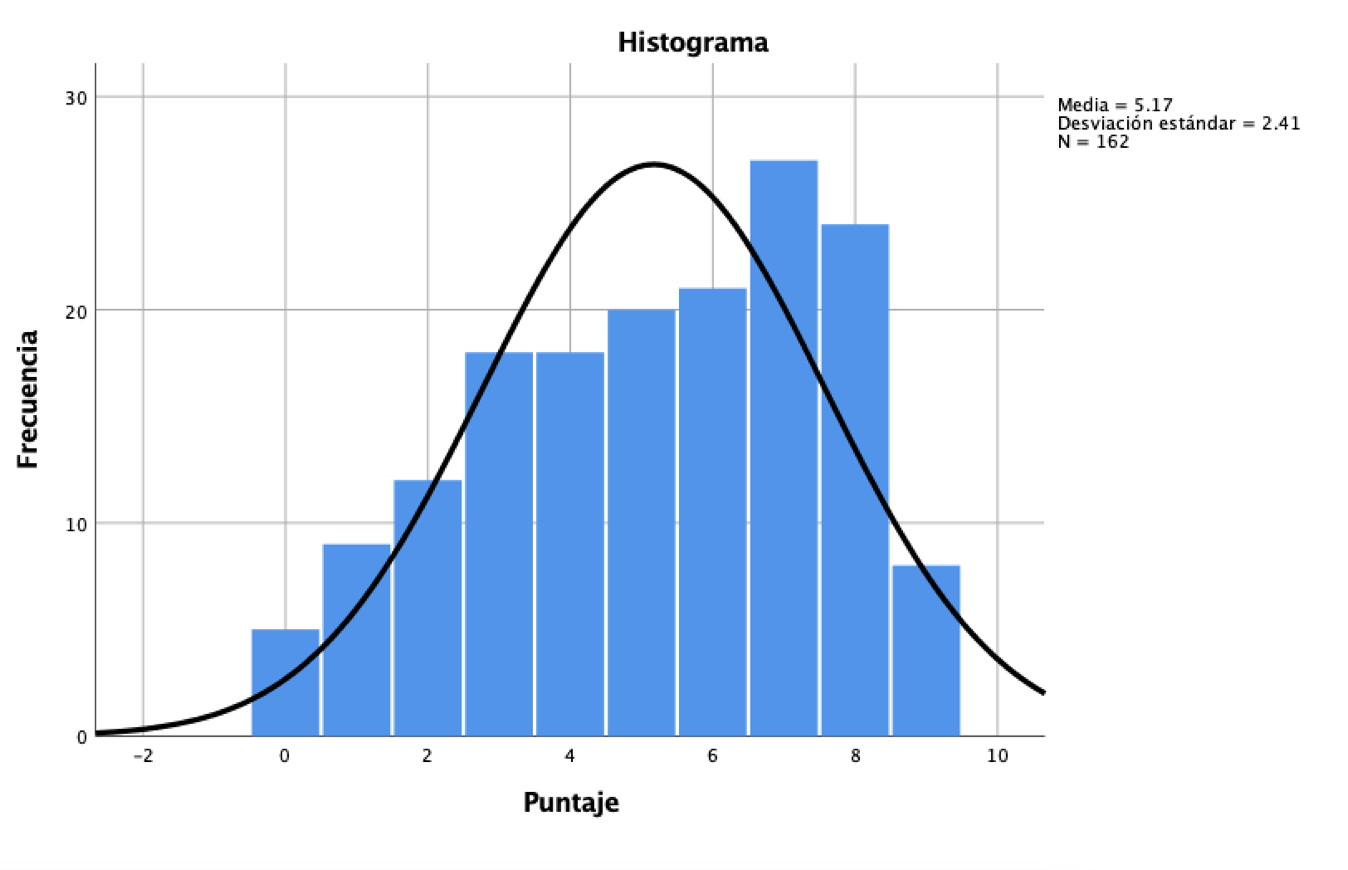 Histograma
30
20
10
0
Frecuencia
-2
0
2
4
6
8
10
Puntaje
Media = 5.17
Desviación estándar = 2.41
N = 162